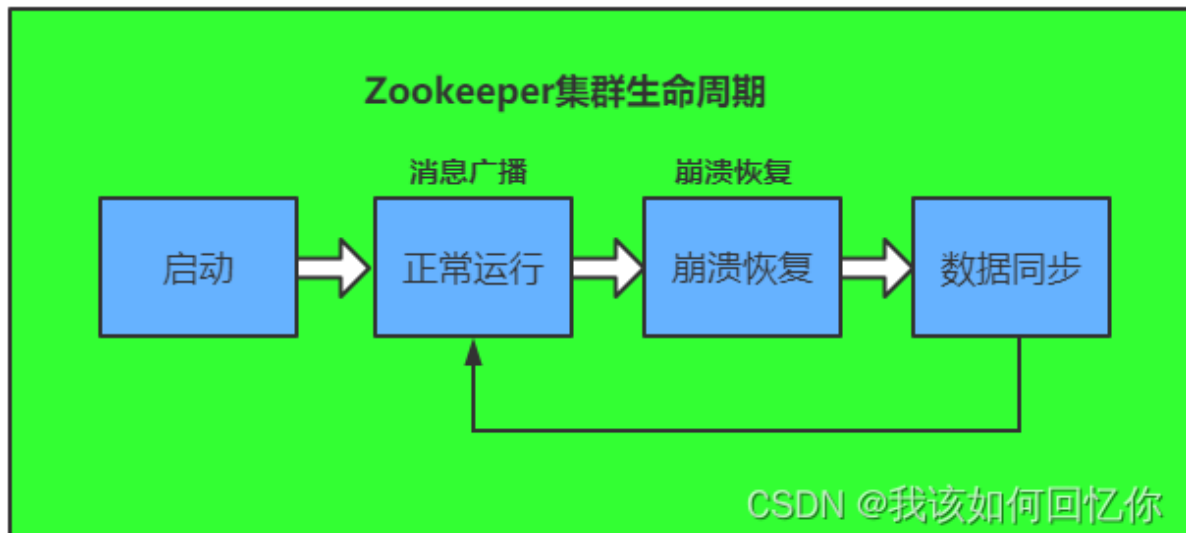 Zookeeper集群生命周期
消息广播
崩溃恢复
启动
正常运行
崩溃恢复
数据同步
CSDN @我该如何回忆你